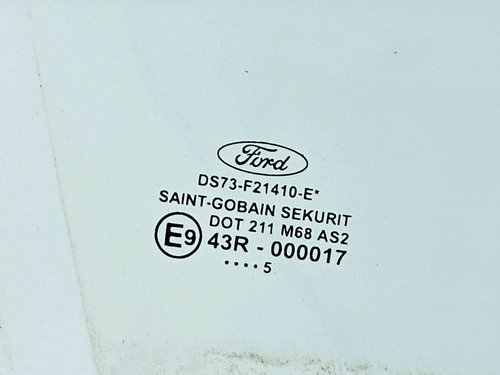 Ford
DS73-F21410-E*
SAINT-GOBAIN SEKURIT
DOT 211 M68 AS2
E9 43R - 000017
....5